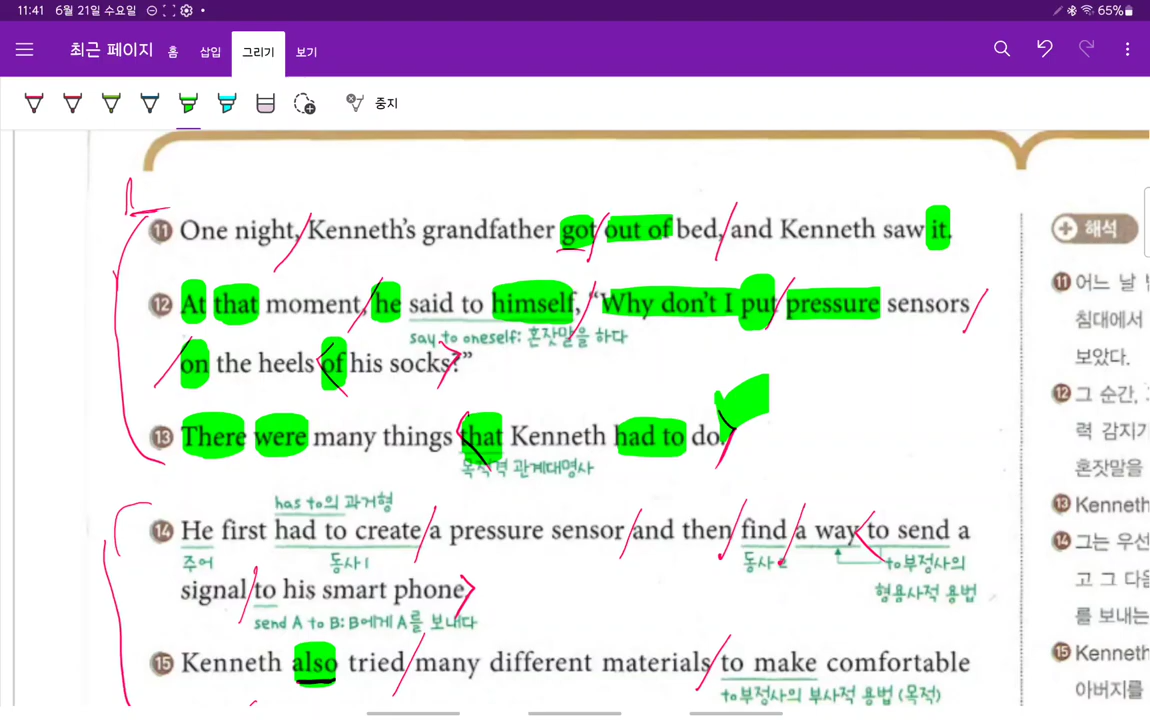 11:41 6월 21일 수요일 65%
최근 페이지 홈 삽입 그리기 보기
중지
⑪ One night, Kenneth's grandfather got out of bed, and Kenneth saw it.
⑫ At that moment, he said to himself, "Why don't I put pressure sensors
say to oneself: 혼잣말을 하다
on the heels of his socks?"
⑬ There were many things that Kenneth had to do.
목적격 관계대명사
has to의 과거형
⑭ He first had to create a pressure sensor and then find a way to send a
주어 동사1 동사2 to부정사의
형용사적 용법
signal to his smart phone.
send A to B: B에게 A를 보내다
⑮ Kenneth also tried many different materials to make comfortable
to부정사의 부사적 용법 (목적)
해석
⑪ 어느 날
침대에서
보았다.
⑫ 그 순간,
력 감지기
혼잣말을
⑬ Kenneth
⑭ 그는 우선
고 그 다음
를 보내는
⑮ Kenneth
아버지를